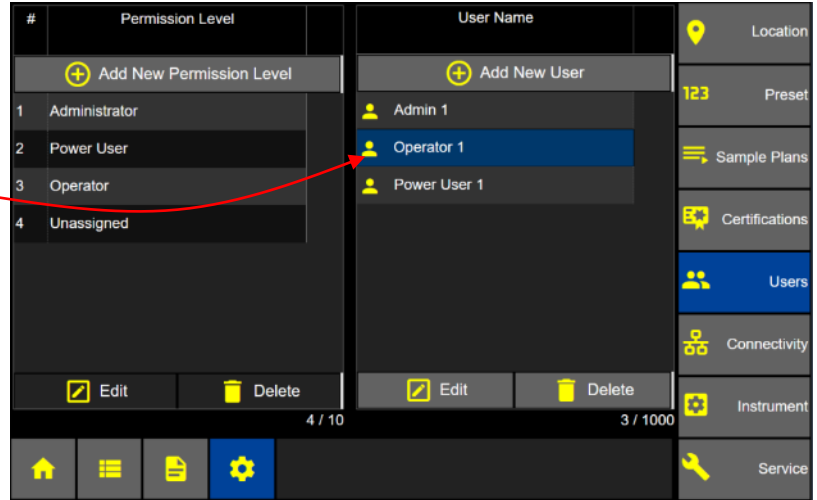 # Permission Level
User Name
Add New Permission Level
Add New User
1 Administrator
2 Power User
3 Operator
4 Unassigned
Admin 1
Operator 1
Power User 1
Edit
Delete
Edit
Delete
4 / 10
3 / 1000
Location
123 Preset
Sample Plans
Certifications
Users
Connectivity
Instrument
Service